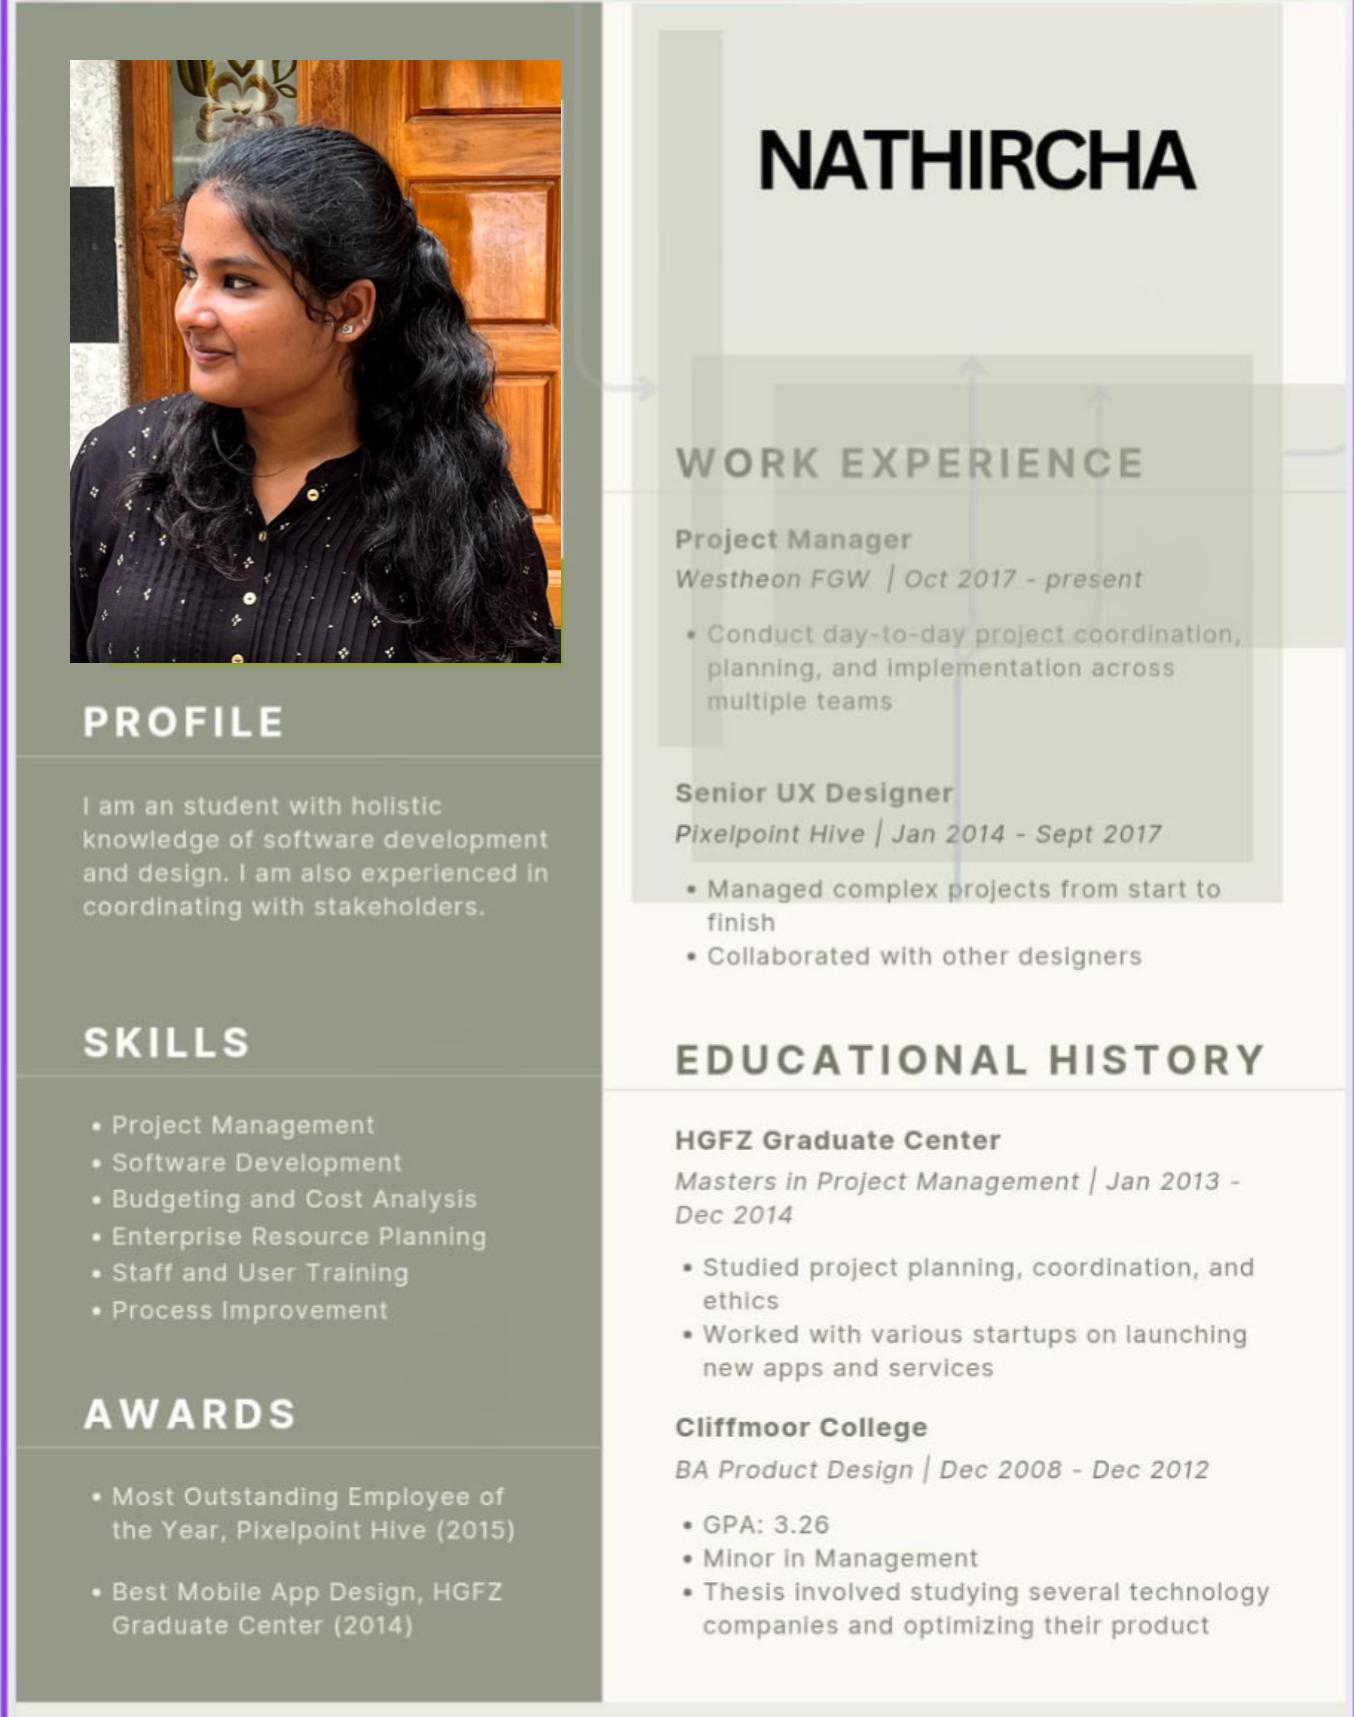 NATHIRCHA
PROFILE
I am an student with holistic
knowledge of software development
and design. I am also experienced in
coordinating with stakeholders.
SKILLS
• Project Management
• Software Development
• Budgeting and Cost Analysis
• Enterprise Resource Planning
• Staff and User Training
• Process Improvement
AWARDS
• Most Outstanding Employee of
the Year, Pixelpoint Hive (2015)
• Best Mobile App Design, HGFZ
Graduate Center (2014)
WORK EXPERIENCE
Project Manager
Westheon FGW | Oct 2017 - present
• Conduct day-to-day project coordination,
planning, and implementation across
multiple teams
Senior UX Designer
Pixelpoint Hive | Jan 2014 - Sept 2017
• Managed complex projects from start to
finish
• Collaborated with other designers
EDUCATIONAL HISTORY
HGFZ Graduate Center
Masters in Project Management | Jan 2013 -
Dec 2014
• Studied project planning, coordination, and
ethics
• Worked with various startups on launching
new apps and services
Cliffmoor College
BA Product Design | Dec 2008 - Dec 2012
• GPA: 3.26
• Minor in Management
• Thesis involved studying several technology
companies and optimizing their product